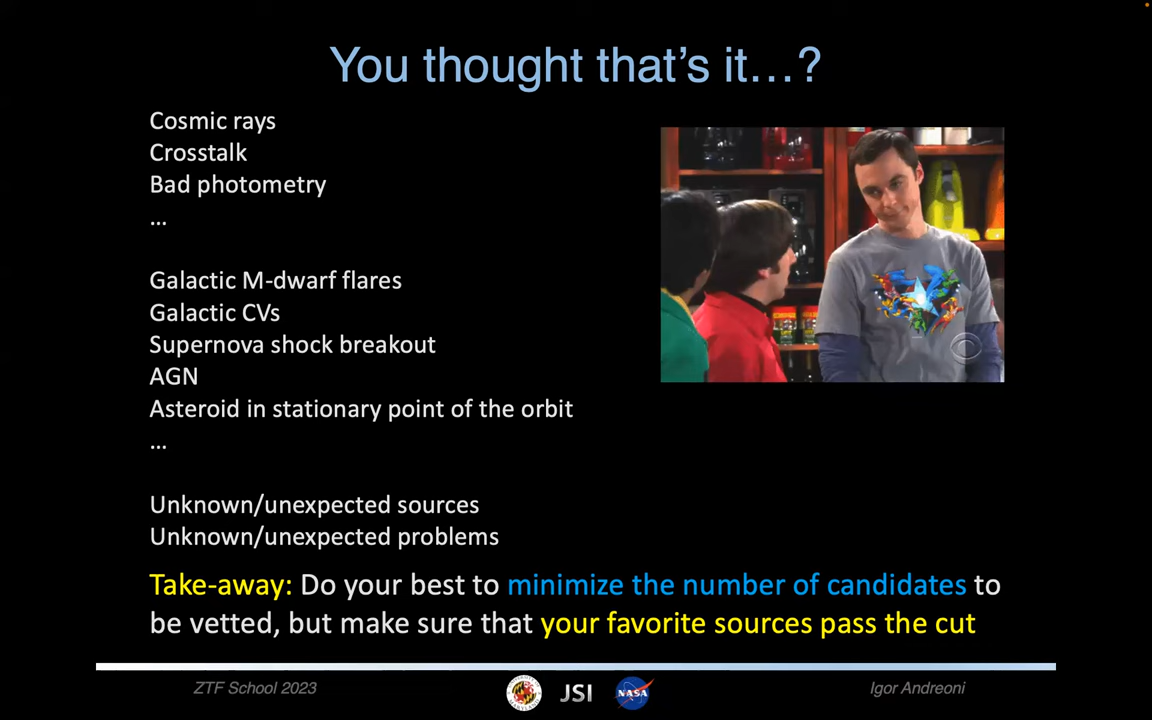 You thought that's it...?
Cosmic rays
Crosstalk
Bad photometry
...
Galactic M-dwarf flares
Galactic CVs
Supernova shock breakout
AGN
Asteroid in stationary point of the orbit
...
Unknown/unexpected sources
Unknown/unexpected problems
Take-away: Do your best to minimize the number of candidates to
be vetted, but make sure that your favorite sources pass the cut
ZTF School 2023
JSI
NASA
Igor Andreoni